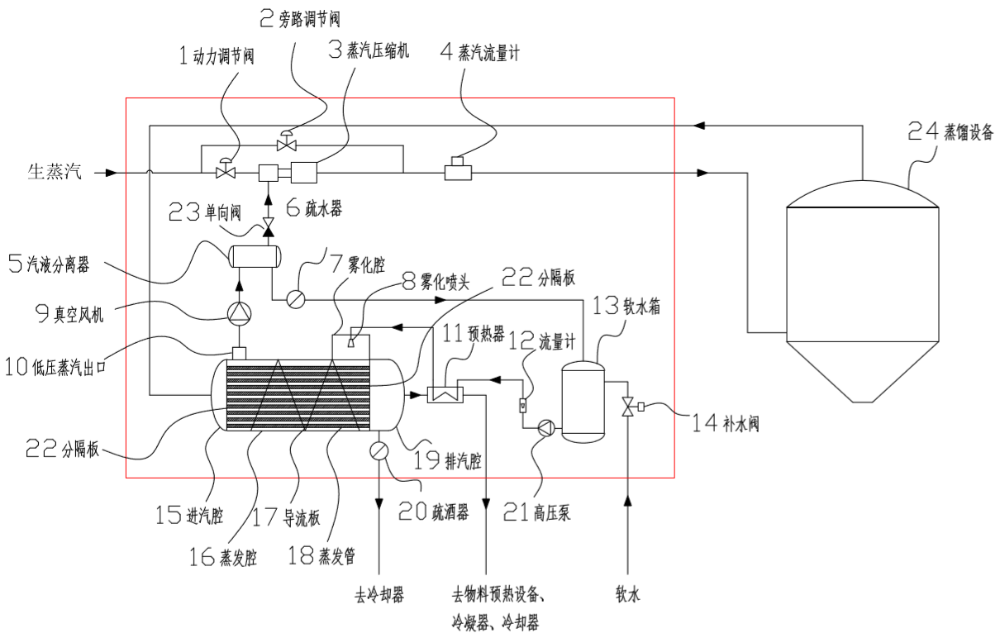 2 旁路调节阀
1 动力调节阀
3 蒸汽压缩机
4 蒸汽流量计
24 蒸馏设备
生蒸汽
23 单向阀
6 疏水器
5 汽液分离器
7 雾化腔
8 雾化喷头
22 分隔板
13 软水箱
9 真空风机
11 预热器
12 流量计
10 低压蒸汽出口
14 补水阀
22 分隔板
19 排汽腔
15 进汽腔
17 导流板
20 疏酒器
21 高压泵
16 蒸发腔
18 蒸发管
去冷却器
去物料预热设备、
冷凝器、冷却器
软水